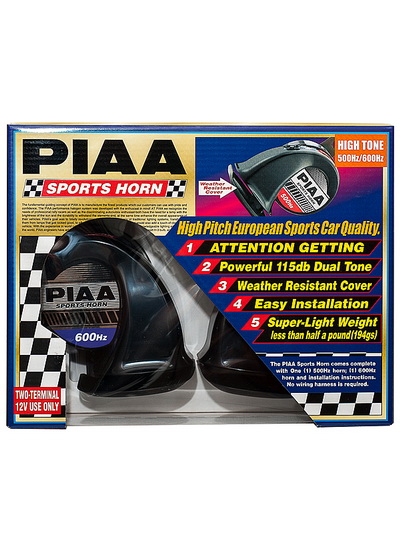 PIAA
SPORTS HORN
HIGH TONE
500Hz/600Hz
Weather
Resistant
Cover
PIAA
500Hz
High Pitch European Sports Car Quality.
1 ATTENTION GETTING
2 Powerful 115db Dual Tone
3 Weather Resistant Cover
4 Easy Installation
5 Super-Light Weight
less than half a pound(194gs)
The PIAA Sports Horn comes complete
with One (1) 500Hz horn; (1) 600Hz
horn and installation instructions.
No wiring harness is required.
PIAA
SPORTS HORN
600Hz
TWO-TERMINAL
12V USE ONLY